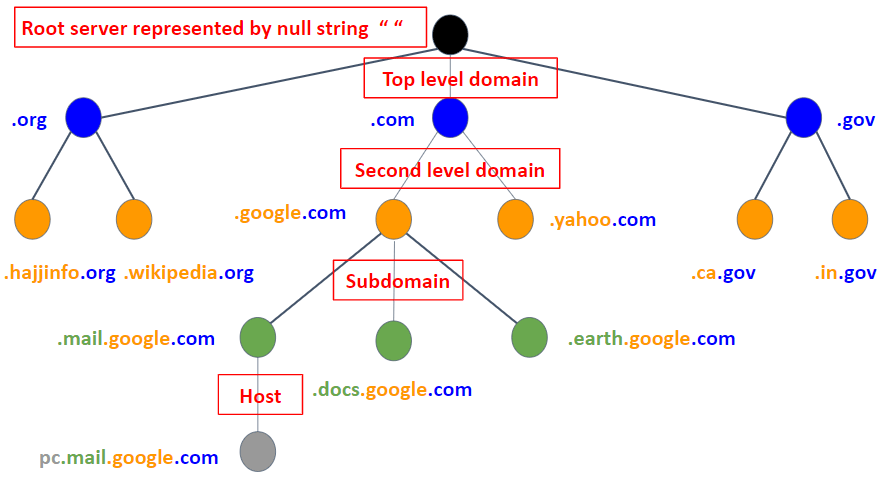 Root server represented by null string “ “
Top level domain
.org
.com
.gov
Second level domain
.google.com
.yahoo.com
.hajjinfo.org
.wikipedia.org
.ca.gov
.in.gov
Subdomain
.mail.google.com
.earth.google.com
.docs.google.com
Host
pc.mail.google.com